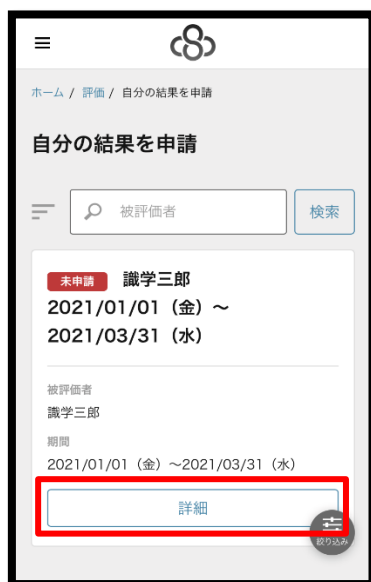 ホーム / 評価 / 自分の結果を申請
自分の結果を申請
被評価者
検索
未申請 識学三郎
2021/01/01（金）～
2021/03/31（水）
被評価者
識学三郎
期間
2021/01/01（金）～2021/03/31（水）
詳細
絞り込み